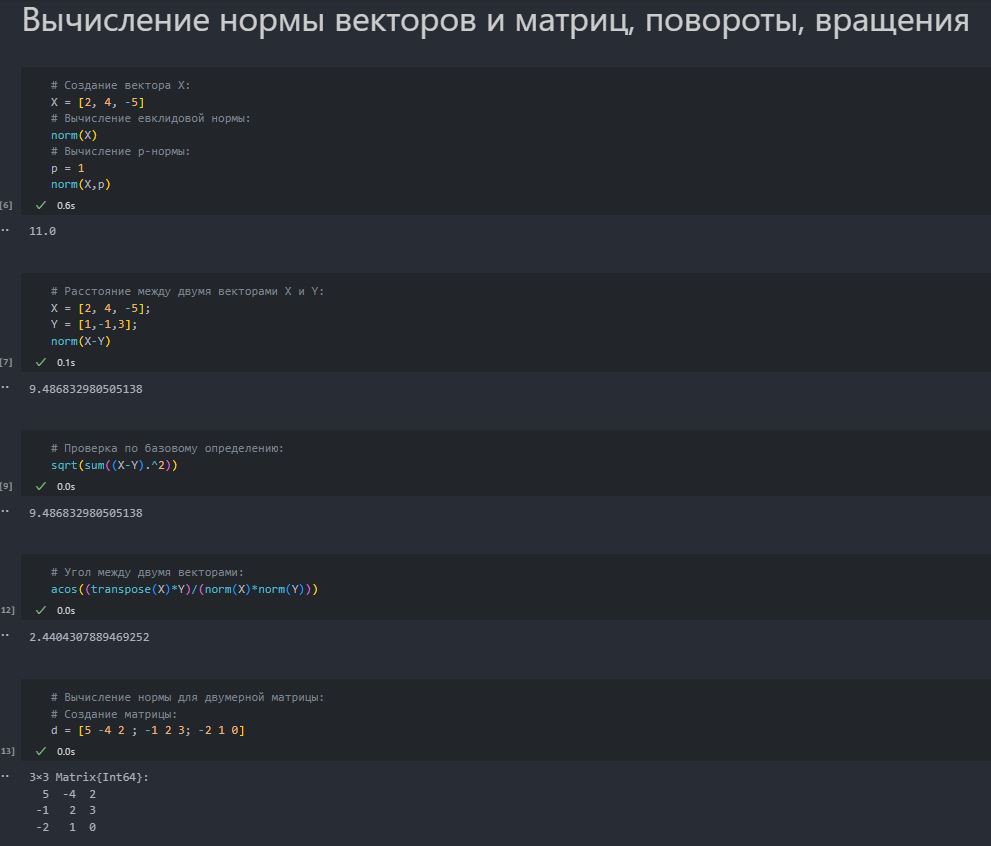 Вычисление нормы векторов и матриц, повороты, вращения
# Создание вектора X:
X = [2, 4, -5]
# Вычисление евклидовой нормы:
norm(X)
# Вычисление p-нормы:
p = 1
norm(X,p)
[6] ✓ 0.6s
11.0
# Расстояние между двумя векторами X и Y:
X = [2, 4, -5];
Y = [1,-1,3];
norm(X-Y)
[7] ✓ 0.1s
9.486832980505138
# Проверка по базовому определению:
sqrt(sum((X-Y).^2))
[9] ✓ 0.0s
9.486832980505138
# Угол между двумя векторами:
acos((transpose(X)*Y)/(norm(X)*norm(Y)))
12] ✓ 0.0s
2.4404307889469252
# Вычисление нормы для двумерной матрицы:
# Создание матрицы:
d = [5 -4 2 ; -1 2 3; -2 1 0]
13] ✓ 0.0s
3×3 Matrix{Int64}:
5 -4 2
-1 2 3
-2 1 0